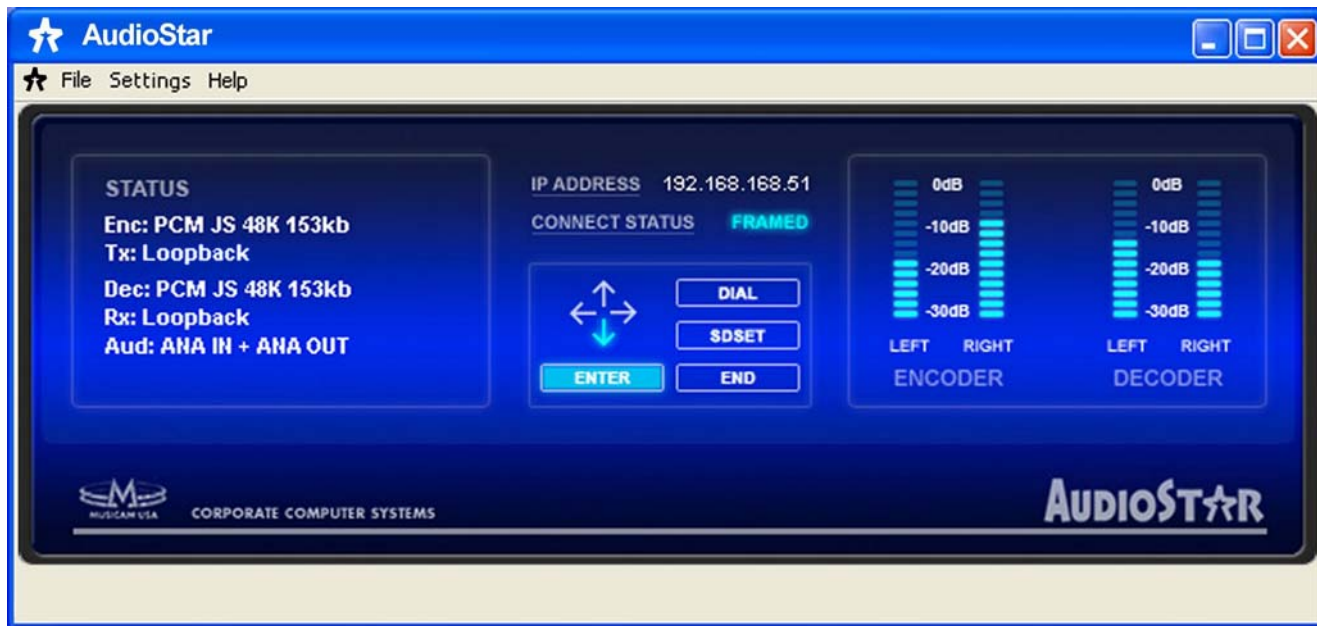 AudioStar
File Settings Help
STATUS
Enc: PCM JS 48K 153kb
Tx: Loopback
Dec: PCM JS 48K 153kb
Rx: Loopback
Aud: ANA IN + ANA OUT
IP ADDRESS 192.168.168.51
CONNECT STATUS FRAMED
DIAL
SDSET
ENTER END
0dB
-10dB
-20dB
-30dB
LEFT RIGHT
ENCODER
0dB
-10dB
-20dB
-30dB
LEFT RIGHT
DECODER
M
MUSICAM USA
CORPORATE COMPUTER SYSTEMS
AUDIOSTAR